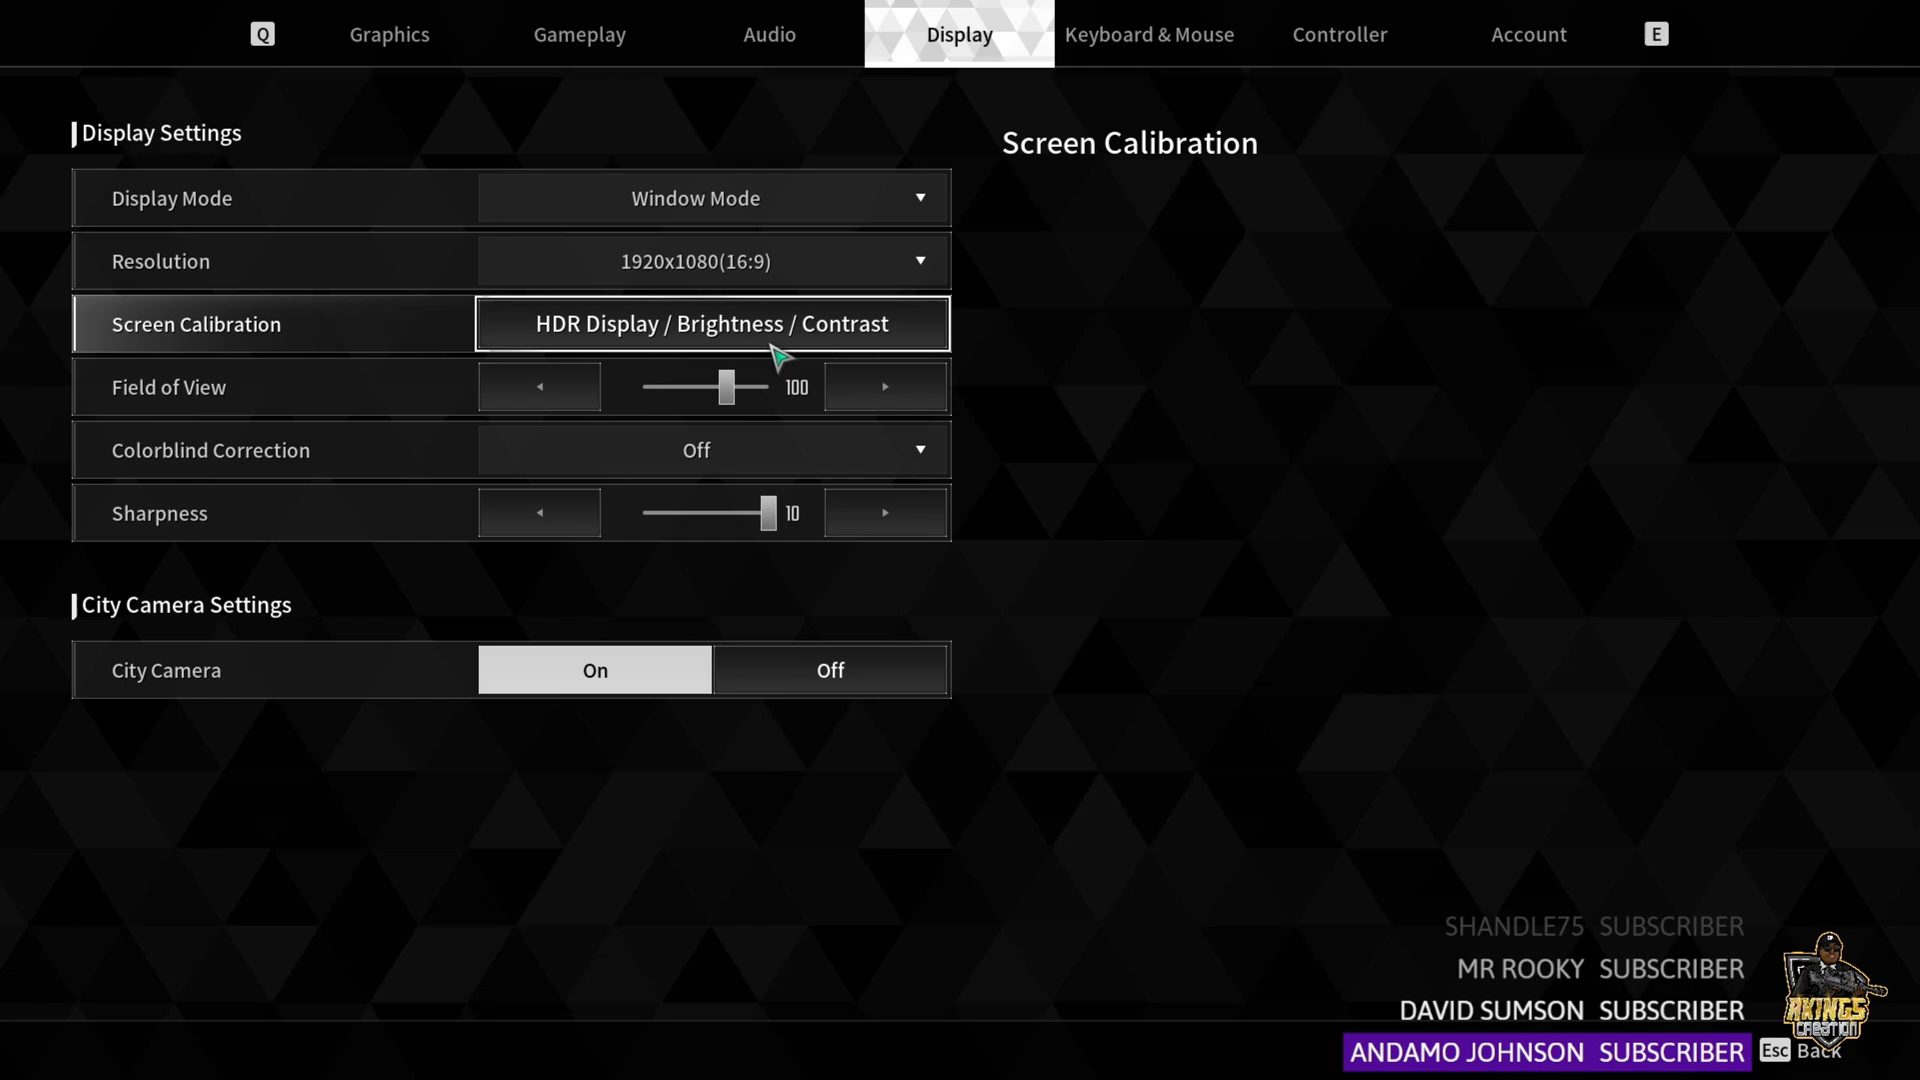 Q Graphics Gameplay Audio Display Keyboard & Mouse Controller Account E
Display Settings
Screen Calibration
Display Mode Window Mode
Resolution 1920x1080(16:9)
Screen Calibration HDR Display / Brightness / Contrast
Field of View 100
Colorblind Correction Off
Sharpness 10
City Camera Settings
City Camera On Off
SHANDLE75 SUBSCRIBER
MR ROOKY SUBSCRIBER
DAVID SUMSON SUBSCRIBER
ANDAMO JOHNSON SUBSCRIBER
AKINGS
CREATION
Esc Back